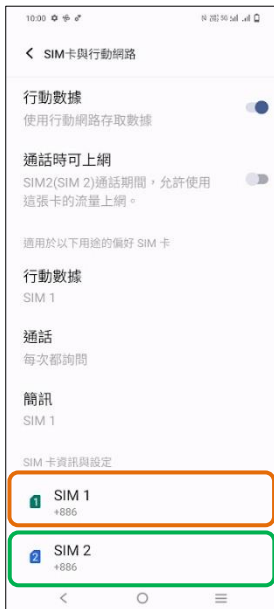 10:00
5G
SIM卡與行動網路
行動數據
使用行動網路存取數據
通話時可上網
SIM2(SIM 2)通話期間，允許使用
這張卡的流量上網。
適用於以下用途的偏好 SIM 卡
行動數據
SIM 1
通話
每次都詢問
簡訊
SIM 1
SIM 卡資訊與設定
1 SIM 1
+886
2 SIM 2
+886